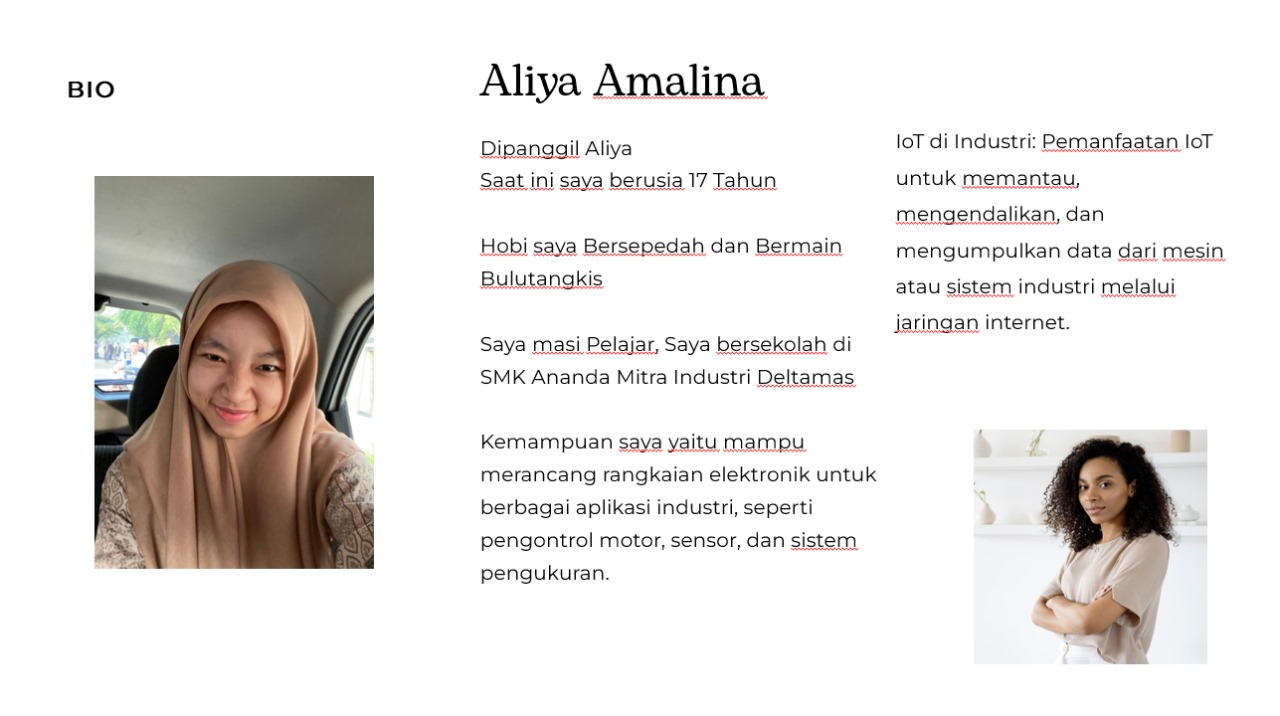 BIO
Aliya Amalina
Dipanggil Aliya
Saat ini saya berusia 17 Tahun
Hobi saya Bersepedah dan Bermain
Bulutangkis
Saya masi Pelajar, Saya bersekolah di
SMK Ananda Mitra Industri Deltamas
Kemampuan saya yaitu mampu
merancang rangkaian elektronik untuk
berbagai aplikasi industri, seperti
pengontrol motor, sensor, dan sistem
pengukuran.
IoT di Industri: Pemanfaatan IoT
untuk memantau,
mengendalikan, dan
mengumpulkan data dari mesin
atau sistem industri melalui
jaringan internet.